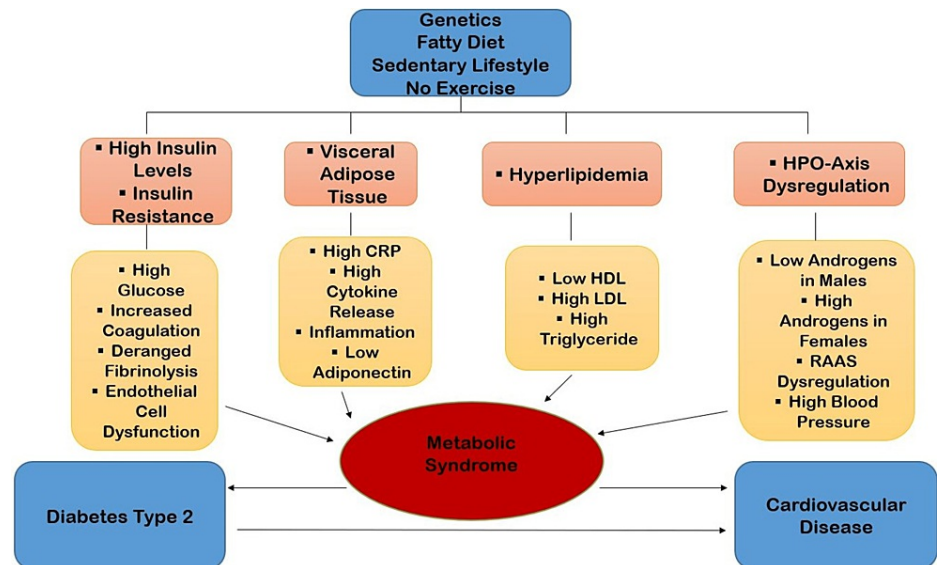 Genetics
Fatty Diet
Sedentary Lifestyle
No Exercise
▪ High Insulin
Levels
▪ Insulin
Resistance
▪ Visceral
Adipose
Tissue
▪ Hyperlipidemia
▪ HPO-Axis
Dysregulation
▪ High
Glucose
▪ Increased
Coagulation
▪ Deranged
Fibrinolysis
▪ Endothelial
Cell
Dysfunction
▪ High CRP
▪ High
Cytokine
Release
▪ Inflammation
▪ Low
Adiponectin
▪ Low HDL
▪ High LDL
▪ High
Triglyceride
▪ Low Androgens
in Males
▪ High
Androgens in
Females
▪ RAAS
Dysregulation
▪ High Blood
Pressure
Metabolic
Syndrome
Diabetes Type 2
Cardiovascular
Disease